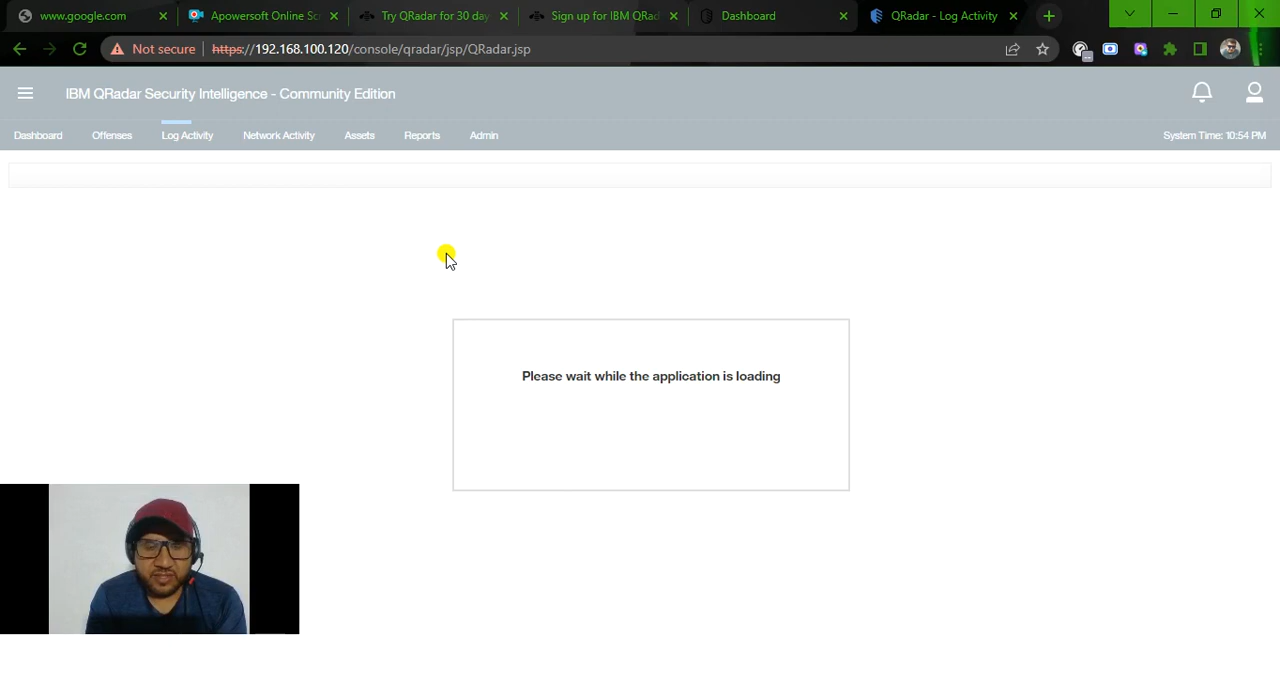 www.google.com
Apowersoft Online Sc
Try QRadar for 30 day
Sign up for IBM QRad
Dashboard
QRadar - Log Activity
Not secure
https://192.168.100.120/console/qradar/jsp/QRadar.jsp
IBM QRadar Security Intelligence - Community Edition
Dashboard
Offenses
Log Activity
Network Activity
Assets
Reports
Admin
System Time: 10:54 PM
Please wait while the application is loading